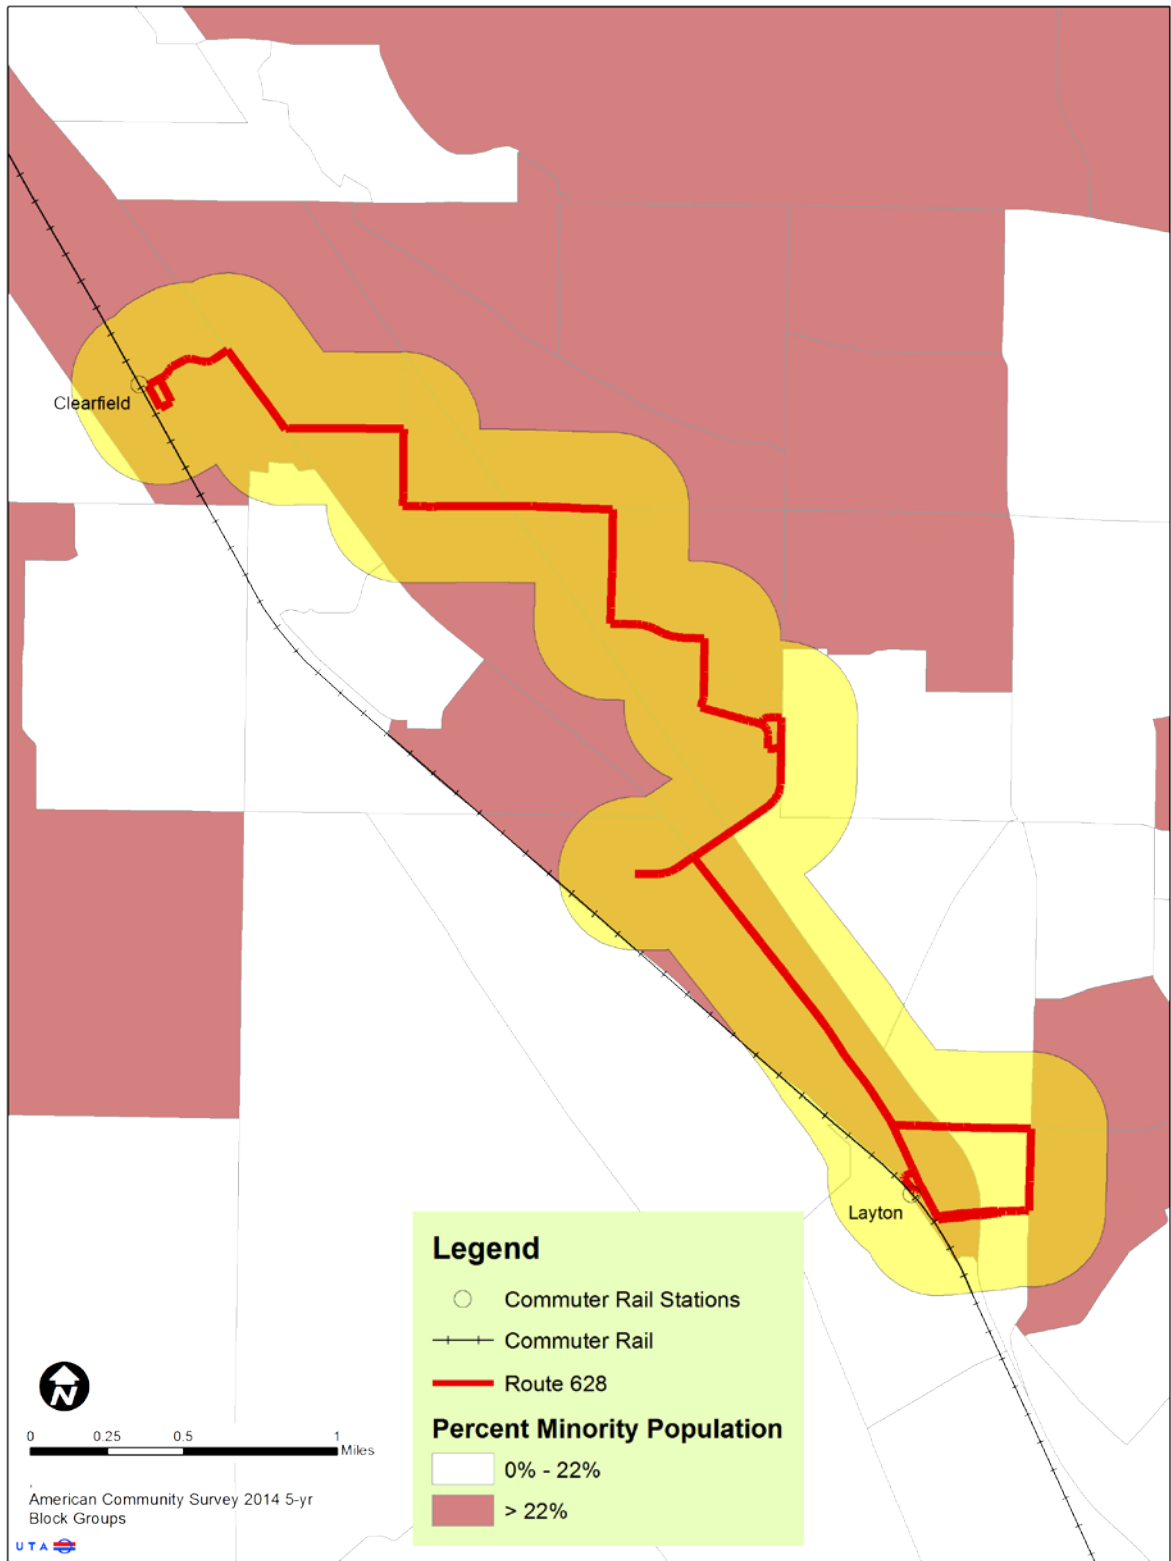 Clearfield
Layton
Legend
Commuter Rail Stations
Commuter Rail
Route 628
Percent Minority Population
0% - 22%
> 22%
N
0 0.25 0.5 1
Miles
American Community Survey 2014 5-yr
Block Groups
UTA